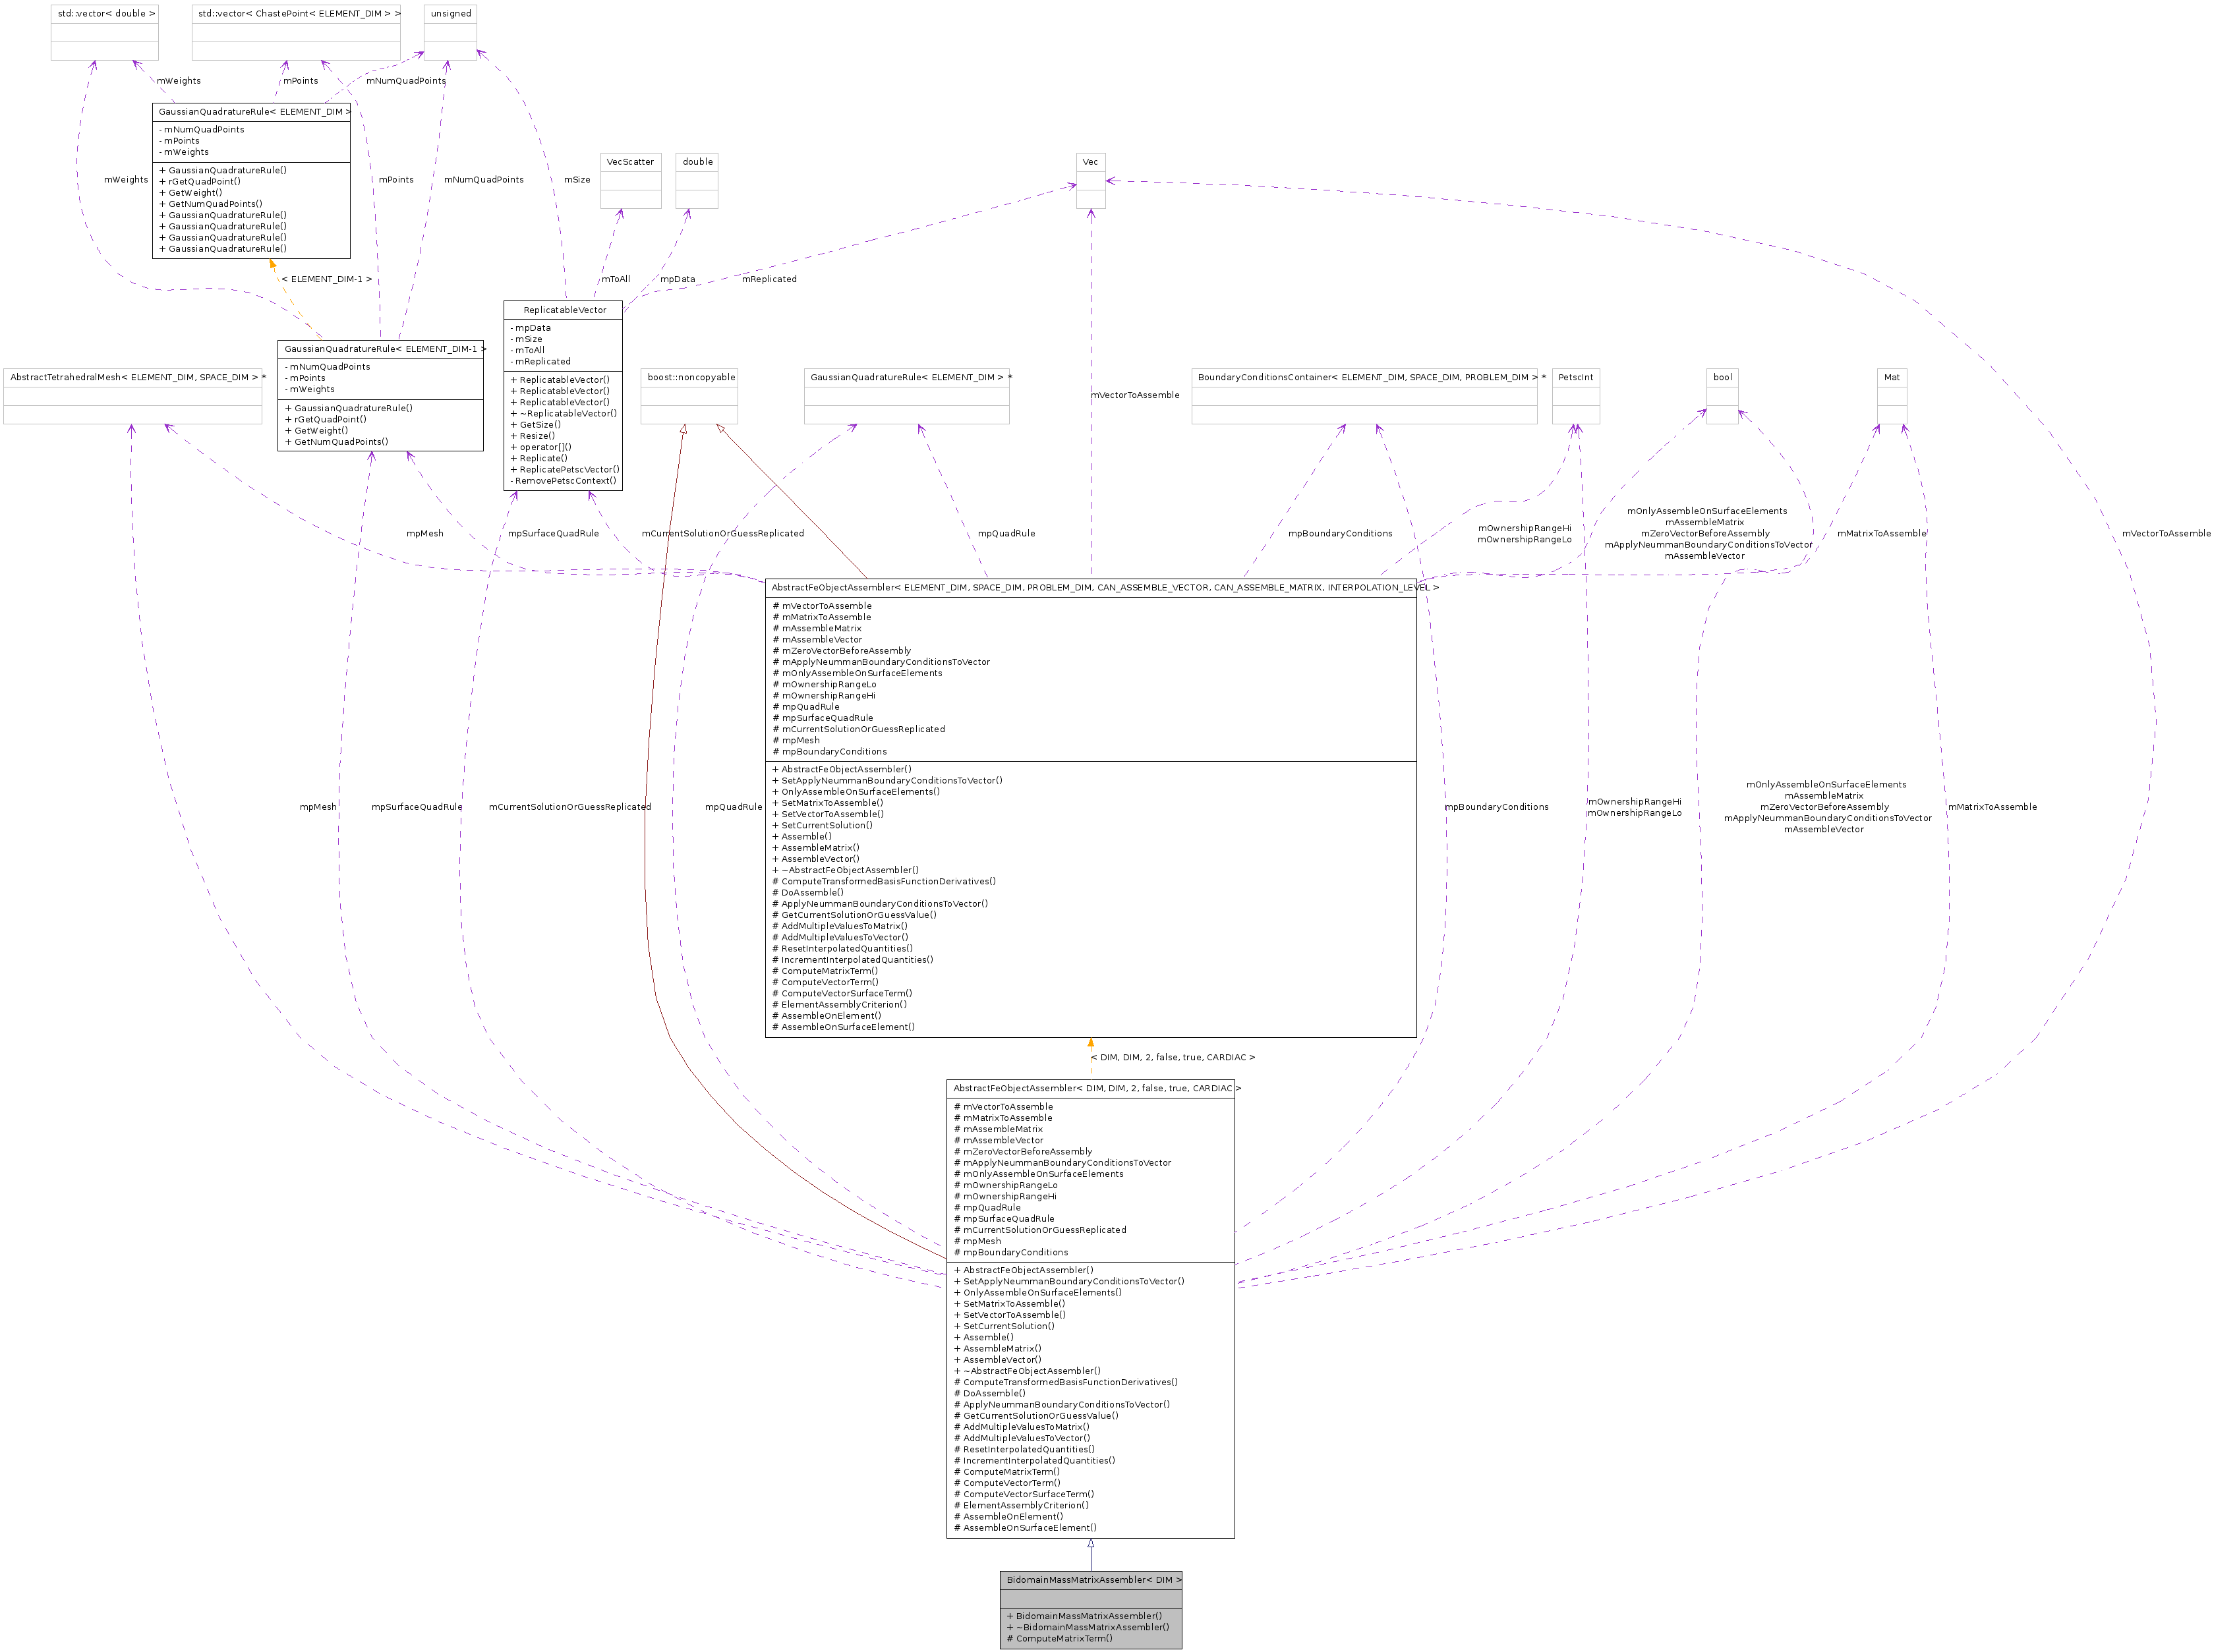 std::vector< double >
std::vector< ChastePoint< ELEMENT_DIM > >
unsigned
mWeights
mPoints
mNumQuadPoints
GaussianQuadratureRule< ELEMENT_DIM >
- mNumQuadPoints
- mPoints
- mWeights
+ GaussianQuadratureRule()
+ rGetQuadPoint()
+ GetWeight()
+ GetNumQuadPoints()
+ GaussianQuadratureRule()
+ GaussianQuadratureRule()
+ GaussianQuadratureRule()
+ GaussianQuadratureRule()
VecScatter
double
Vec
mWeights
mPoints
mNumQuadPoints
mSize
< ELEMENT_DIM-1 >
mToAll
mpData
mReplicated
ReplicatableVector
- mpData
- mSize
- mToAll
- mReplicated
+ ReplicatableVector()
+ ReplicatableVector()
+ ReplicatableVector()
+ ~ReplicatableVector()
+ GetSize()
+ Resize()
+ operator[]()
+ Replicate()
+ ReplicatePetscVector()
- RemovePetscContext()
GaussianQuadratureRule< ELEMENT_DIM-1 >
- mNumQuadPoints
- mPoints
- mWeights
+ GaussianQuadratureRule()
+ rGetQuadPoint()
+ GetWeight()
+ GetNumQuadPoints()
AbstractTetrahedralMesh< ELEMENT_DIM, SPACE_DIM > *
boost::noncopyable
GaussianQuadratureRule< ELEMENT_DIM > *
BoundaryConditionsContainer< ELEMENT_DIM, SPACE_DIM, PROBLEM_DIM > *
PetscInt
bool
Mat
mVectorToAssemble
mpMesh
mpSurfaceQuadRule
mCurrentSolutionOrGuessReplicated
mpQuadRule
mpBoundaryConditions
mOwnershipRangeHi
mOwnershipRangeLo
mOnlyAssembleOnSurfaceElements
mAssembleMatrix
mZeroVectorBeforeAssembly
mApplyNeummanBoundaryConditionsToVector
mAssembleVector
mMatrixToAssemble
mVectorToAssemble
AbstractFeObjectAssembler< ELEMENT_DIM, SPACE_DIM, PROBLEM_DIM, CAN_ASSEMBLE_VECTOR, CAN_ASSEMBLE_MATRIX, INTERPOLATION_LEVEL >
# mVectorToAssemble
# mMatrixToAssemble
# mAssembleMatrix
# mAssembleVector
# mZeroVectorBeforeAssembly
# mApplyNeummanBoundaryConditionsToVector
# mOnlyAssembleOnSurfaceElements
# mOwnershipRangeLo
# mOwnershipRangeHi
# mpQuadRule
# mpSurfaceQuadRule
# mCurrentSolutionOrGuessReplicated
# mpMesh
# mpBoundaryConditions
+ AbstractFeObjectAssembler()
+ SetApplyNeummanBoundaryConditionsToVector()
+ OnlyAssembleOnSurfaceElements()
+ SetMatrixToAssemble()
+ SetVectorToAssemble()
+ SetCurrentSolution()
+ Assemble()
+ AssembleMatrix()
+ AssembleVector()
+ ~AbstractFeObjectAssembler()
# ComputeTransformedBasisFunctionDerivatives()
# DoAssemble()
# ApplyNeummanBoundaryConditionsToVector()
# GetCurrentSolutionOrGuessValue()
# AddMultipleValuesToMatrix()
# AddMultipleValuesToVector()
# ResetInterpolatedQuantities()
# IncrementInterpolatedQuantities()
# ComputeMatrixTerm()
# ComputeVectorTerm()
# ComputeVectorSurfaceTerm()
# ElementAssemblyCriterion()
# AssembleOnElement()
# AssembleOnSurfaceElement()
mpMesh
mpSurfaceQuadRule
mCurrentSolutionOrGuessReplicated
mpQuadRule
mpBoundaryConditions
mOwnershipRangeHi
mOwnershipRangeLo
mOnlyAssembleOnSurfaceElements
mAssembleMatrix
mZeroVectorBeforeAssembly
mApplyNeummanBoundaryConditionsToVector
mAssembleVector
mMatrixToAssemble
< DIM, DIM, 2, false, true, CARDIAC >
AbstractFeObjectAssembler< DIM, DIM, 2, false, true, CARDIAC >
# mVectorToAssemble
# mMatrixToAssemble
# mAssembleMatrix
# mAssembleVector
# mZeroVectorBeforeAssembly
# mApplyNeummanBoundaryConditionsToVector
# mOnlyAssembleOnSurfaceElements
# mOwnershipRangeLo
# mOwnershipRangeHi
# mpQuadRule
# mpSurfaceQuadRule
# mCurrentSolutionOrGuessReplicated
# mpMesh
# mpBoundaryConditions
+ AbstractFeObjectAssembler()
+ SetApplyNeummanBoundaryConditionsToVector()
+ OnlyAssembleOnSurfaceElements()
+ SetMatrixToAssemble()
+ SetVectorToAssemble()
+ SetCurrentSolution()
+ Assemble()
+ AssembleMatrix()
+ AssembleVector()
+ ~AbstractFeObjectAssembler()
# ComputeTransformedBasisFunctionDerivatives()
# DoAssemble()
# ApplyNeummanBoundaryConditionsToVector()
# GetCurrentSolutionOrGuessValue()
# AddMultipleValuesToMatrix()
# AddMultipleValuesToVector()
# ResetInterpolatedQuantities()
# IncrementInterpolatedQuantities()
# ComputeMatrixTerm()
# ComputeVectorTerm()
# ComputeVectorSurfaceTerm()
# ElementAssemblyCriterion()
# AssembleOnElement()
# AssembleOnSurfaceElement()
BidomainMassMatrixAssembler< DIM >
+ BidomainMassMatrixAssembler()
+ ~BidomainMassMatrixAssembler()
# ComputeMatrixTerm()